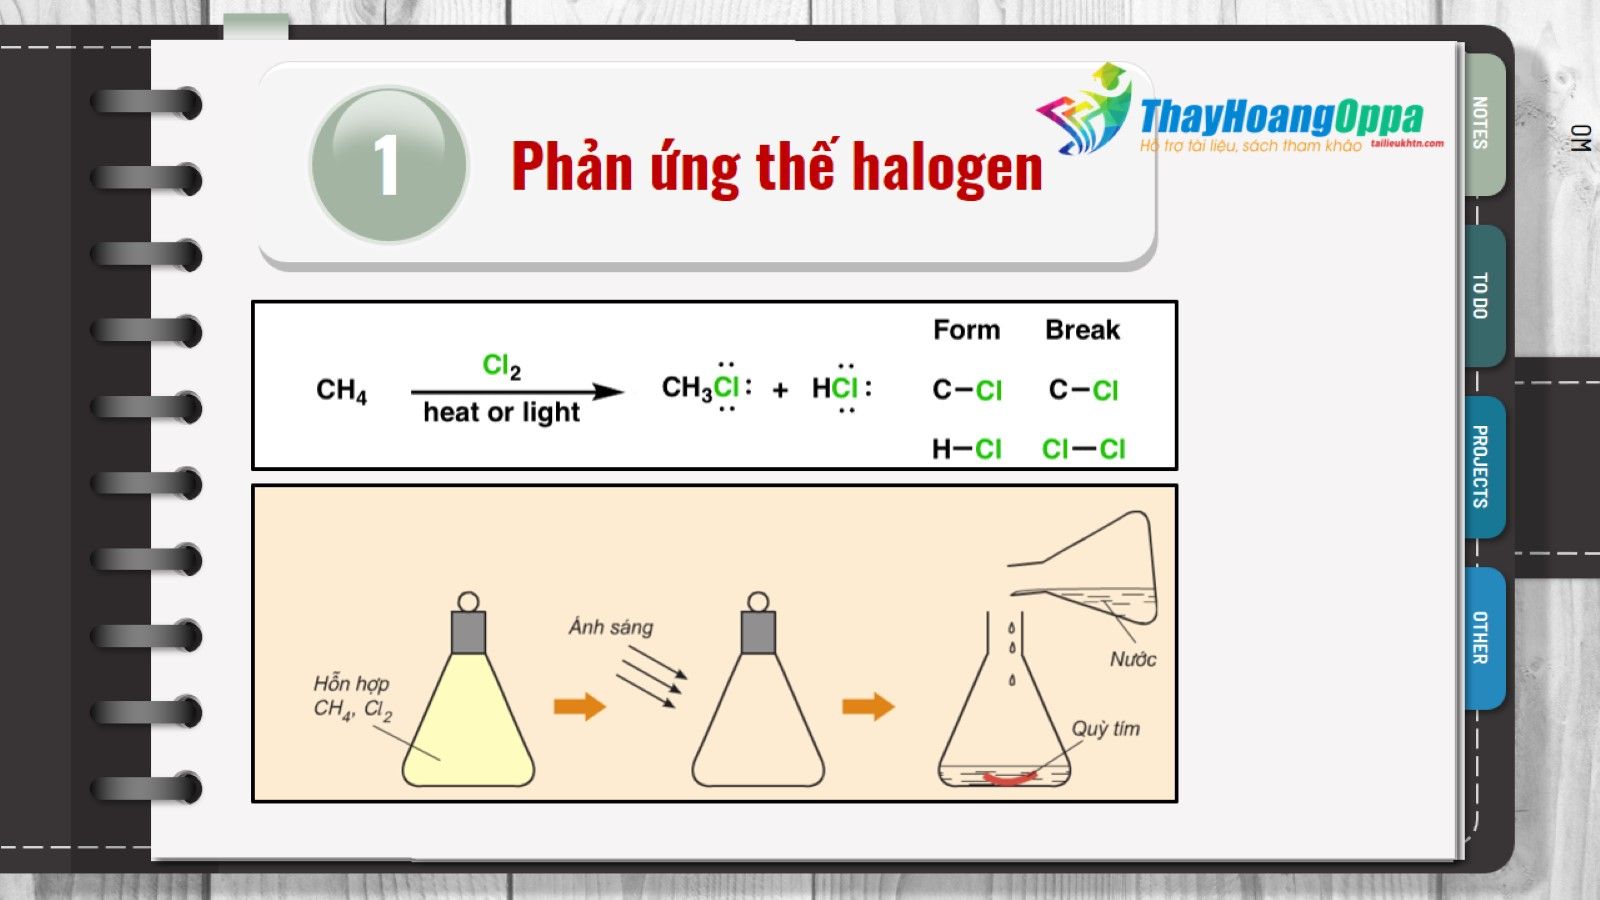 1
Phản ứng thế halogen
ThayHoangOppa
Hỗ trợ tài liệu, sách tham khảo tailieukhtn.com
NOTES
TO DO
PROJECTS
OTHER
OM
Form Break
CH4 Cl2 heat or light CH3Cl: + HCl:
C–Cl C–Cl
H–Cl Cl–Cl
Hỗn hợp
CH4, Cl2
Ánh sáng
Nước
Quỳ tím